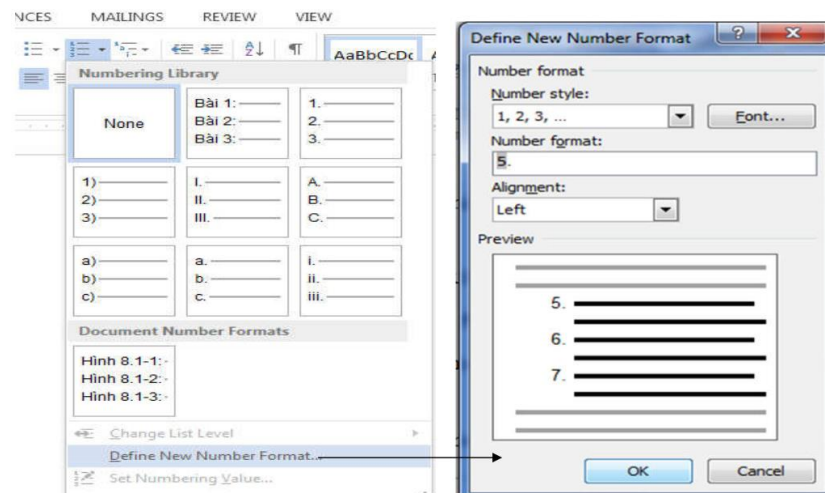 NCES MAILINGS REVIEW VIEW
AaBbCcDc
Numbering Library
None
Bài 1:
Bài 2:
Bài 3:
1.
2.
3.
1)
2)
3)
I.
II.
III.
A.
B.
C.
a)
b)
c)
a.
b.
c.
i.
ii.
iii.
Document Number Formats
Hình 8.1-1:
Hình 8.1-2:
Hình 8.1-3:
Change List Level
Define New Number Format...
Set Numbering Value...
Define New Number Format
Number format
Number style:
1, 2, 3, ...
Font...
Number format:
5.
Alignment:
Left
Preview
5.
6.
7.
OK Cancel